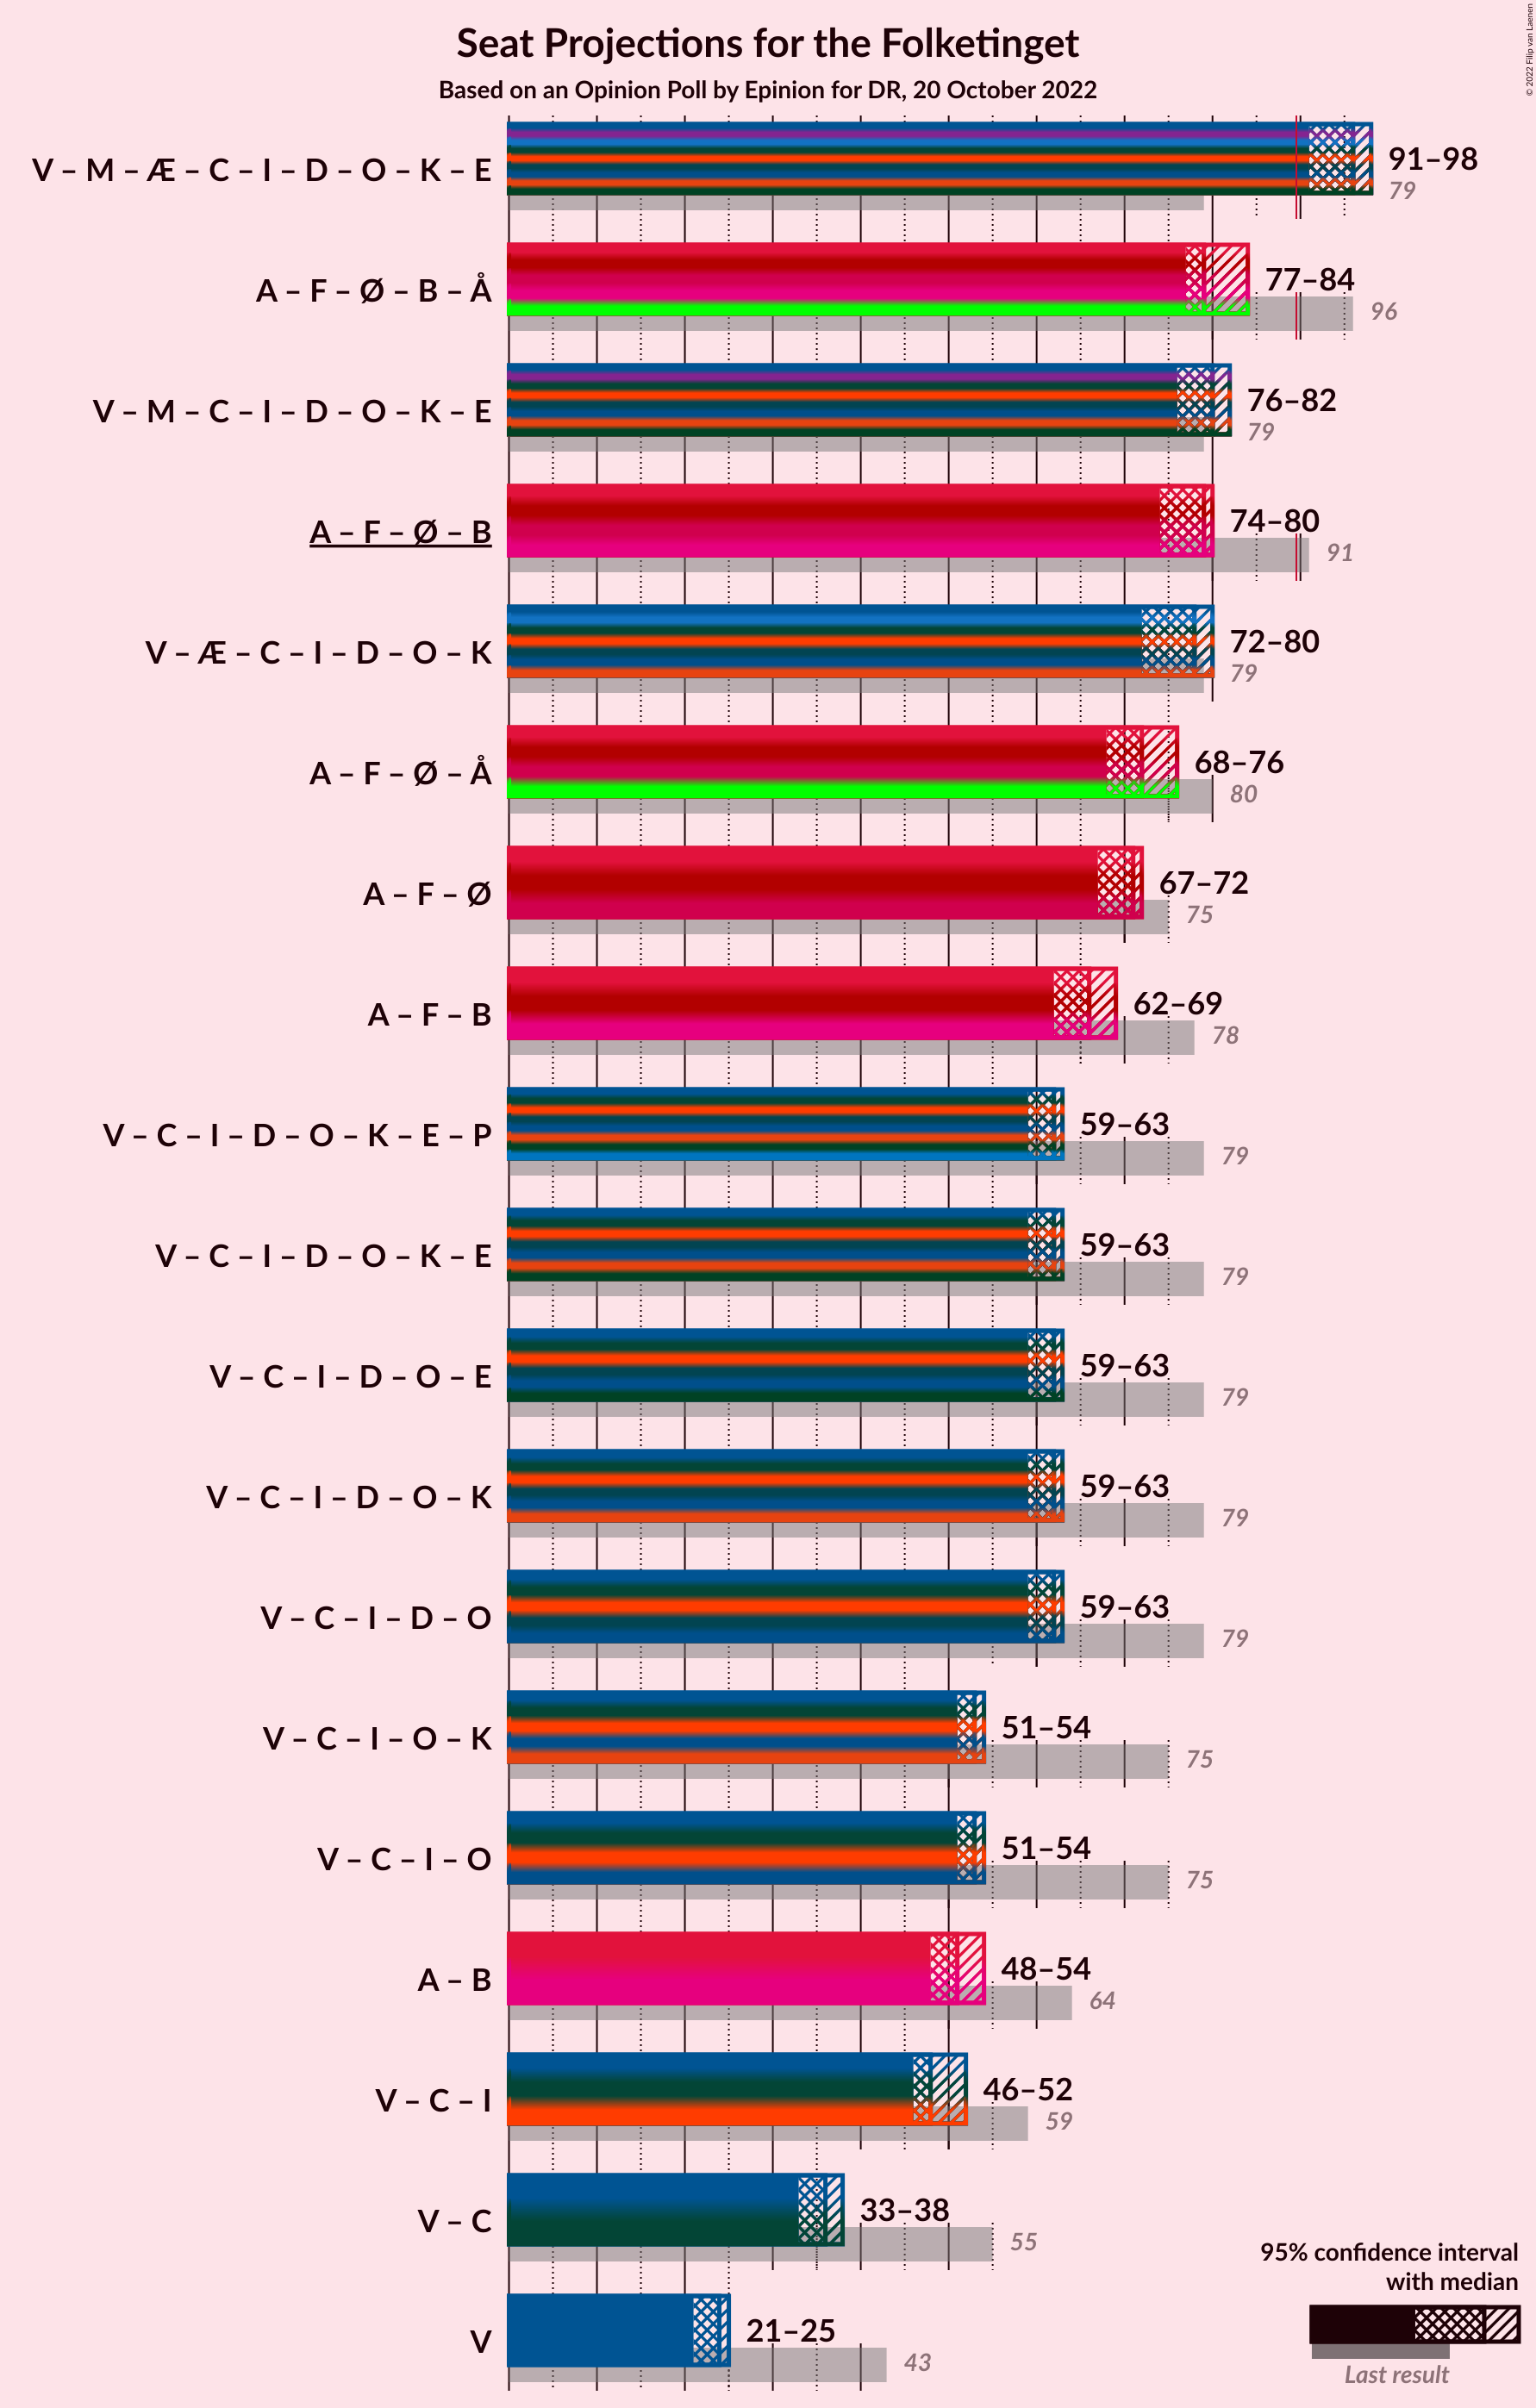 Seat Projections for the Folketinget
Based on an Opinion Poll by Epinion for DR, 20 October 2022
© 2022 Filip van Laenen
V – M – Æ – C – I – D – O – K – E
91–98
79
A – F – Ø – B – Å
77–84
96
V – M – C – I – D – O – K – E
76–82
79
A – F – Ø – B
74–80
91
V – Æ – C – I – D – O – K
72–80
79
A – F – Ø – Å
68–76
80
A – F – Ø
67–72
75
A – F – B
62–69
78
V – C – I – D – O – K – E – P
59–63
79
V – C – I – D – O – K – E
59–63
79
V – C – I – D – O – E
59–63
79
V – C – I – D – O – K
59–63
79
V – C – I – D – O
59–63
79
V – C – I – O – K
51–54
75
V – C – I – O
51–54
75
A – B
48–54
64
V – C – I
46–52
59
V – C
33–38
55
V
21–25
43
95% confidence interval
with median
Last result